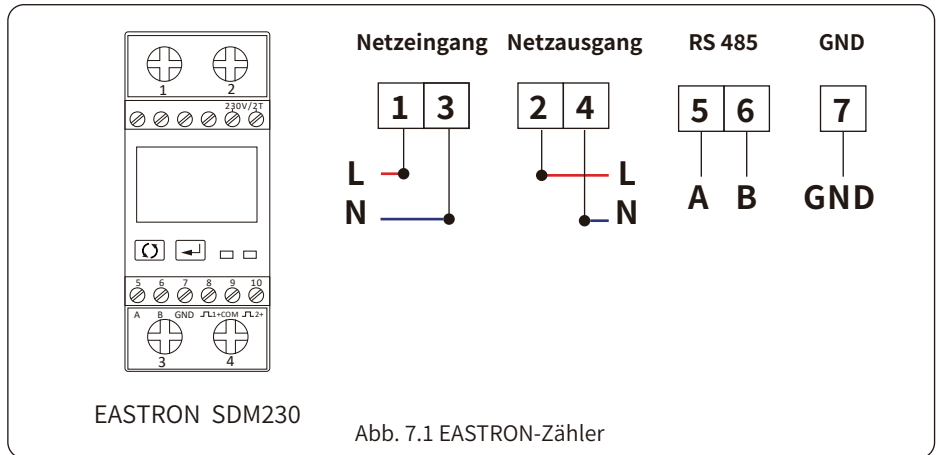 Netzeingang Netzausgang RS 485 GND
1 2
230V/2T
1 3 2 4 5 6 7
L L
N N
A B GND
5 6 7 8 9 10
A B GND 1+COM 2+
3 4
EASTRON SDM230
Abb. 7.1 EASTRON-Zähler